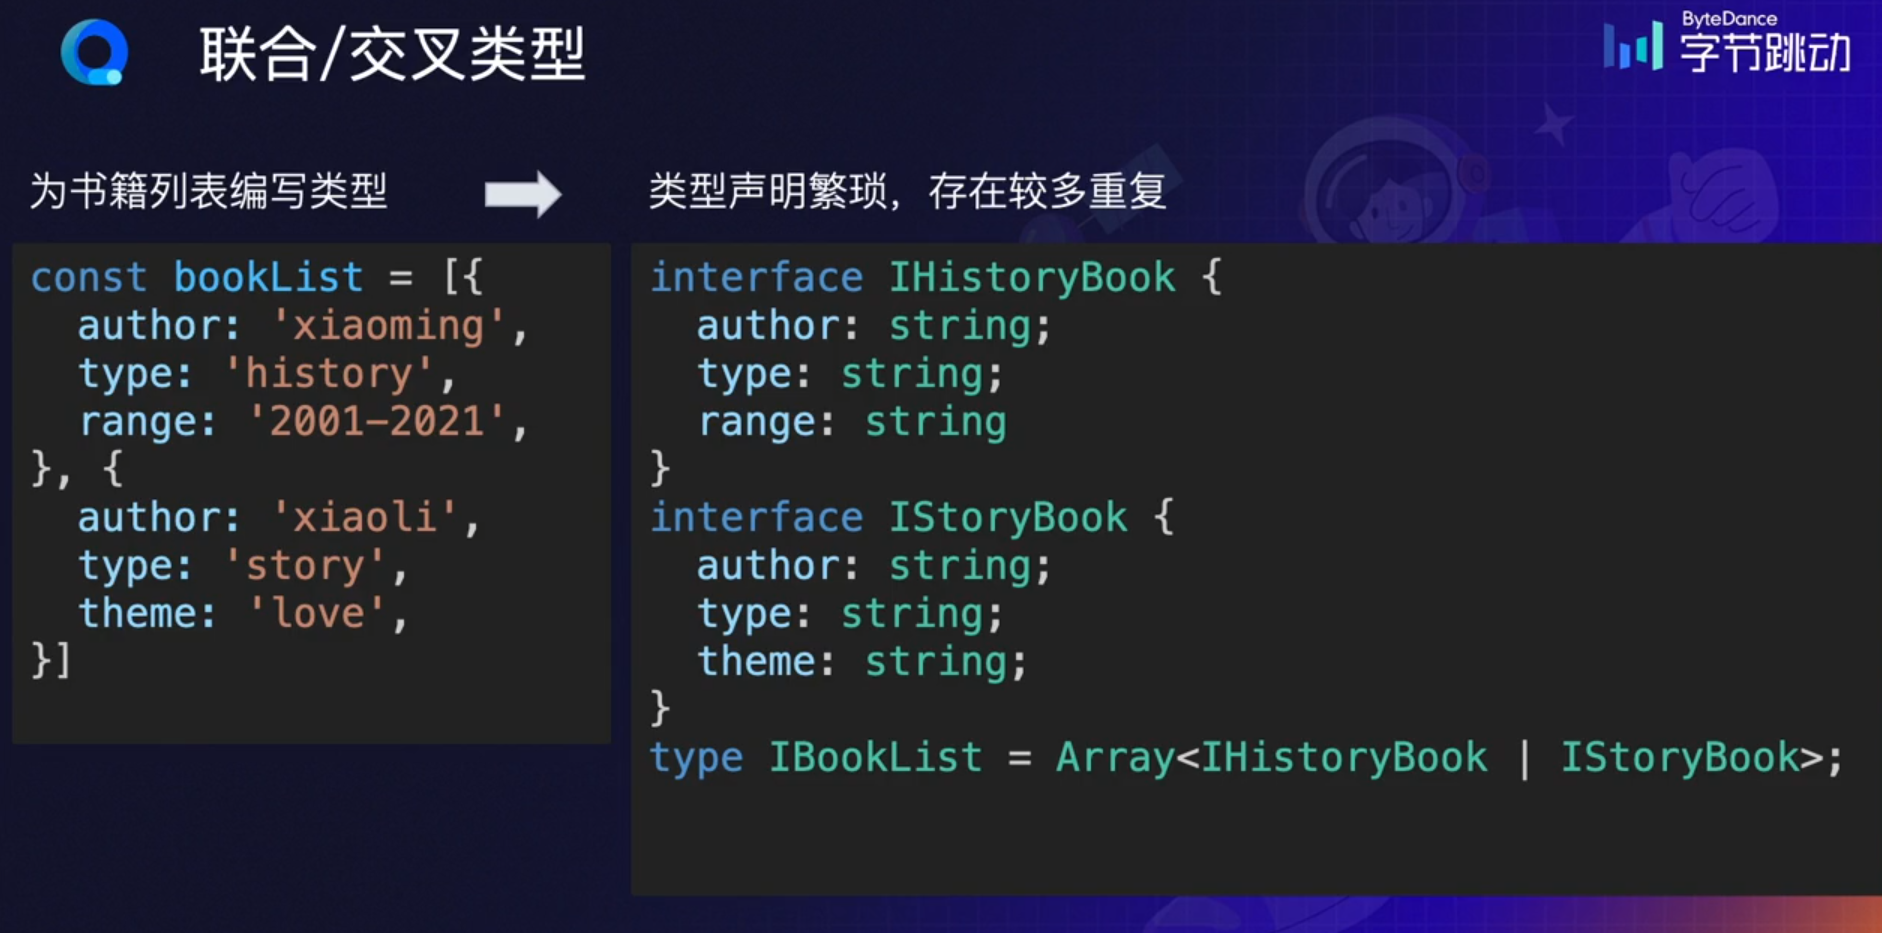 联合/交叉类型
ByteDance
字节跳动
为书籍列表编写类型
类型声明繁琐，存在较多重复
const bookList = [{
  author: 'xiaoming',
  type: 'history',
  range: '2001-2021',
}, {
  author: 'xiaoli',
  type: 'story',
  theme: 'love',
}]
interface IHistoryBook {
  author: string;
  type: string;
  range: string
}
interface IStoryBook {
  author: string;
  type: string;
  theme: string;
}
type IBookList = Array<IHistoryBook | IStoryBook>;